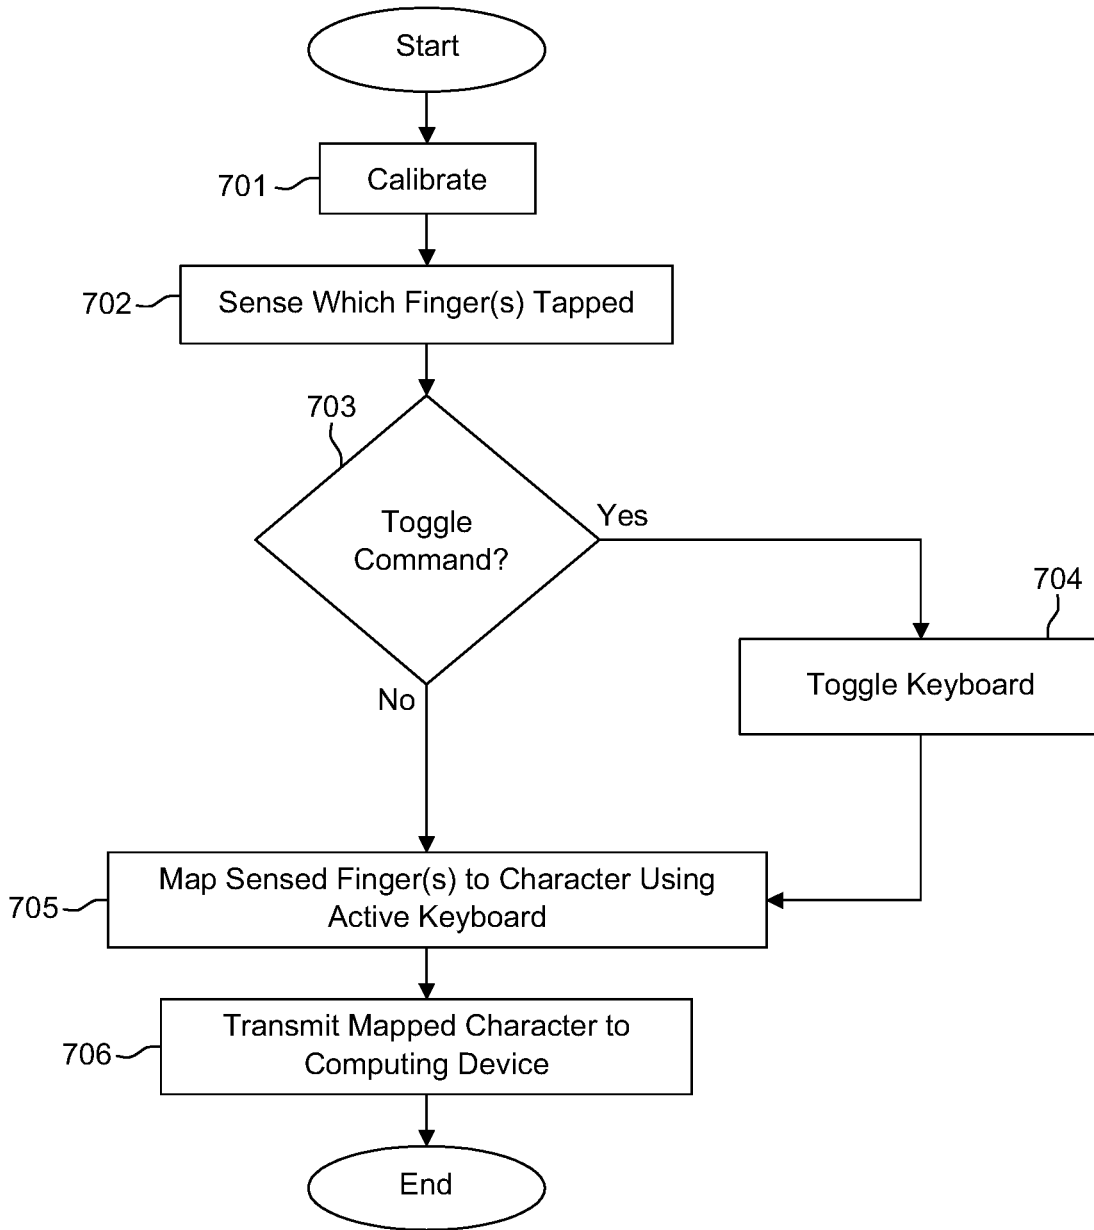 Start
701
Calibrate
702
Sense Which Finger(s) Tapped
703
Toggle
Command?
Yes
704
Toggle Keyboard
No
705
Map Sensed Finger(s) to Character Using
Active Keyboard
706
Transmit Mapped Character to
Computing Device
End